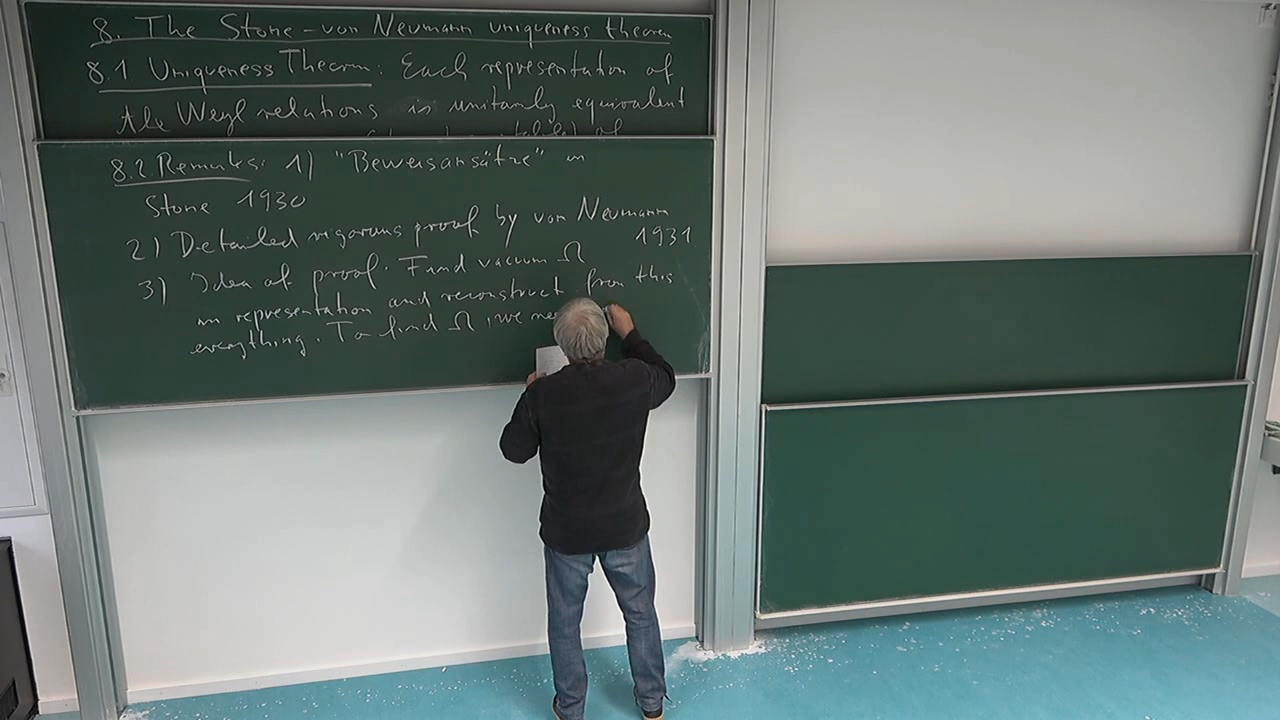 8. The Stone-von Neumann uniqueness theorem
8.1 Uniqueness Theorem: Each representation of
the Weyl relations is unitarily equivalent
of
8.2 Remarks: 1) "Beweisansätze" in
Stone 1930
2) Detailed rigorous proof by von Neumann
1931
3) Idea of proof. Find vacuum Ω
in representation and reconstruct from this
everything. To find Ω, we